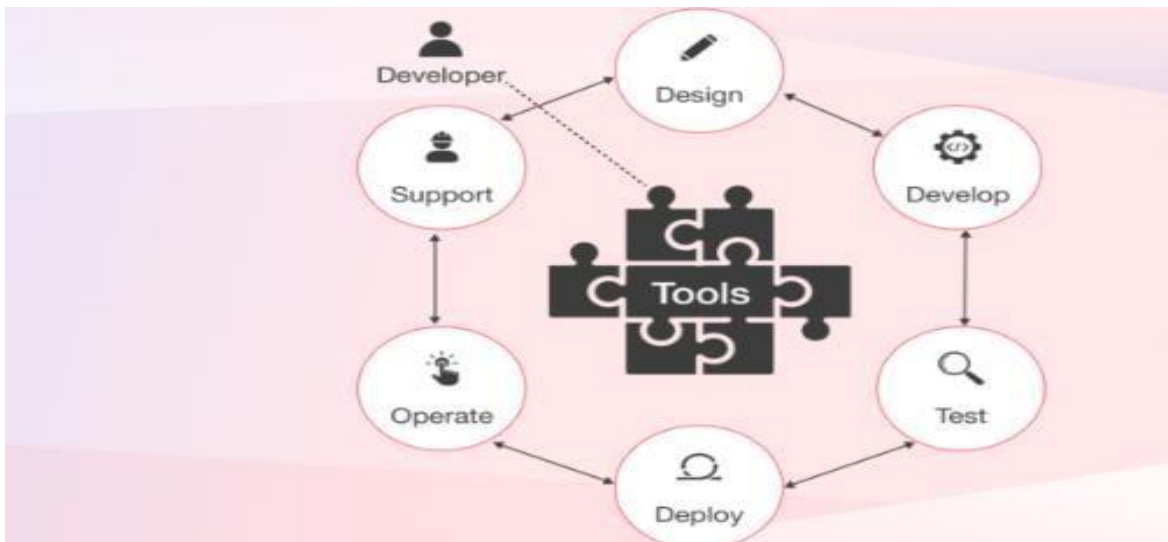 Developer
Design
Support
Develop
Tools
Operate
Test
Deploy